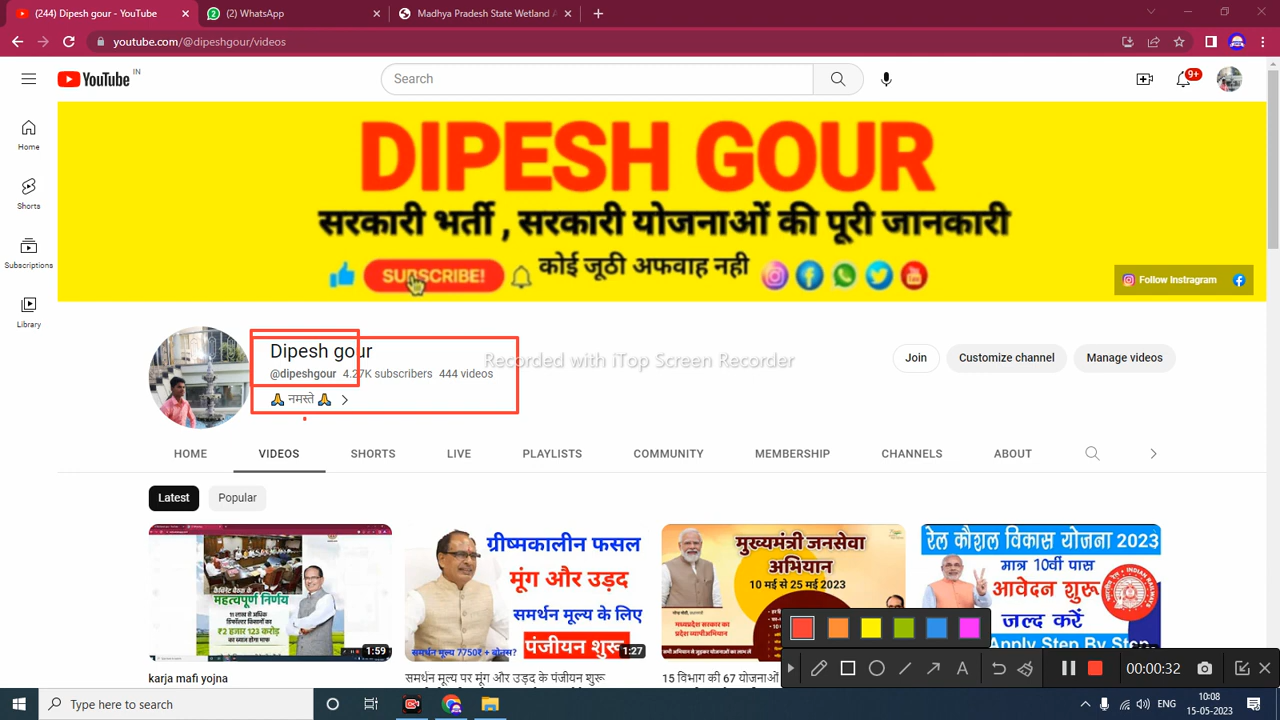 (244) Dipesh gour - YouTube
(2) WhatsApp
Madhya Pradesh State Wetland A
youtube.com/@dipeshgour/videos
YouTube IN
Search
9+
Home
Shorts
Subscriptions
Library
DIPESH GOUR
सरकारी भर्ती , सरकारी योजनाओं की पूरी जानकारी
SUBSCRIBE!
कोई जूठी अफवाह नही
Follow Instagram
Dipesh gour
@dipeshgour 4.27K subscribers 444 videos
🙏 नमस्ते 🙏
Recorded with iTop Screen Recorder
Join
Customize channel
Manage videos
HOME VIDEOS SHORTS LIVE PLAYLISTS COMMUNITY MEMBERSHIP CHANNELS ABOUT
Latest Popular
महत्वपूर्ण निर्णय
1:59
ग्रीष्मकालीन फसल
मूंग और उड़द
समर्थन मूल्य के लिए
पंजीयन शुरू
समर्थन मूल्य 7750₹ + बोनस?
1:27
मुख्यमंत्री जनसेवा
अभियान
10 मई से 25 मई 2023
रेल कौशल विकास योजना 2023
मात्र 10वीं पास
आवेदन शुरू
जल्द करें
Apply Step By Step
karja mafi yojna
समर्थन मूल्य पर मूंग और उड़द के पंजीयन शुरू
15 विभाग की 67 योजनाओं
A
00:00:32
Type here to search
ENG
10:08
15-05-2023